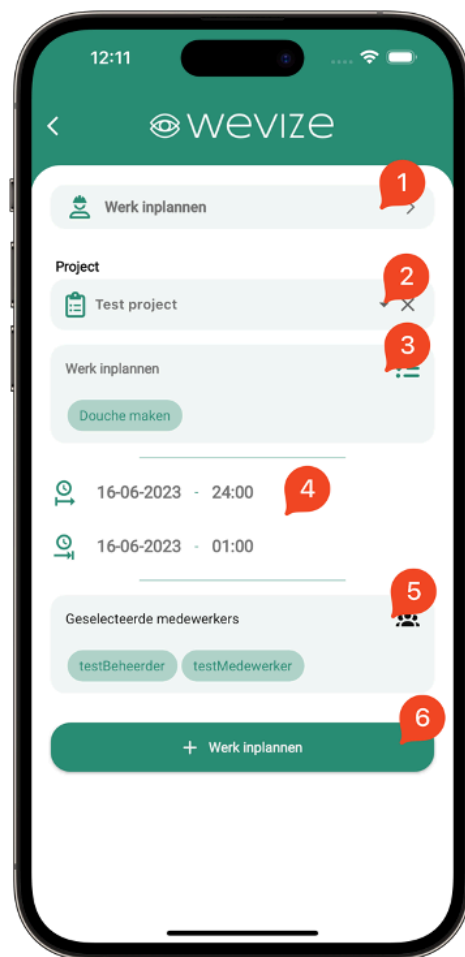 12:11
wevize
1
Werk inplannen
Project
2
Test project
3
Werk inplannen
Douche maken
16-06-2023 - 24:00
4
16-06-2023 - 01:00
5
Geselecteerde medewerkers
testBeheerder testMedewerker
6
+ Werk inplannen